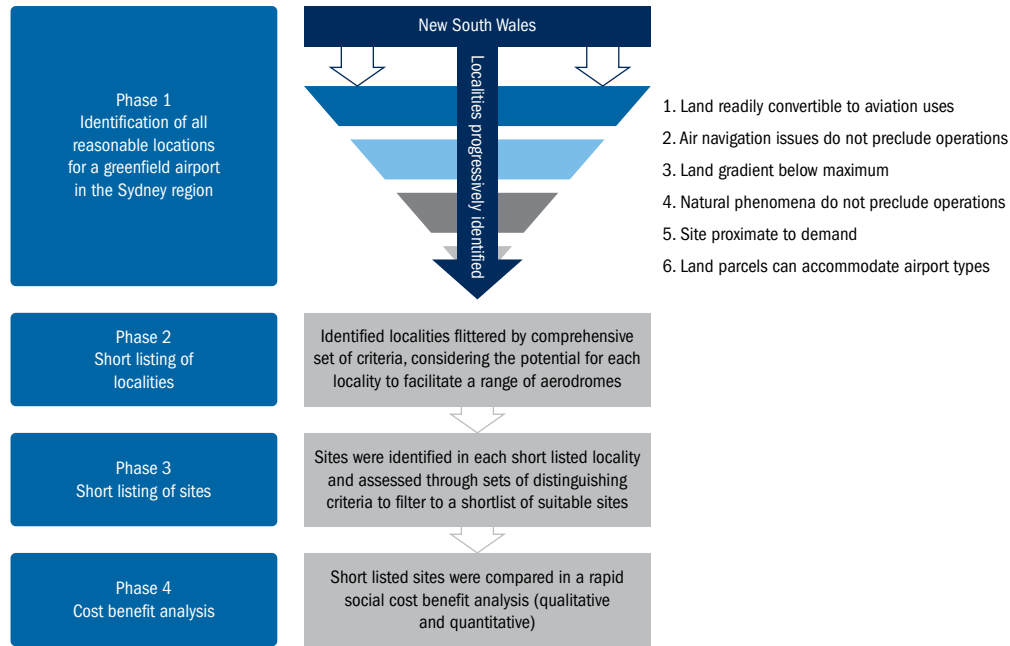 New South Wales
Phase 1
Identification of all
reasonable locations
for a greenfield airport
in the Sydney region
Localities progressively identified
1. Land readily convertible to aviation uses
2. Air navigation issues do not preclude operations
3. Land gradient below maximum
4. Natural phenomena do not preclude operations
5. Site proximate to demand
6. Land parcels can accommodate airport types
Phase 2
Short listing of
localities
Identified localities flittered by comprehensive
set of criteria, considering the potential for each
locality to facilitate a range of aerodromes
Phase 3
Short listing of sites
Sites were identified in each short listed locality
and assessed through sets of distinguishing
criteria to filter to a shortlist of suitable sites
Phase 4
Cost benefit analysis
Short listed sites were compared in a rapid
social cost benefit analysis (qualitative
and quantitative)